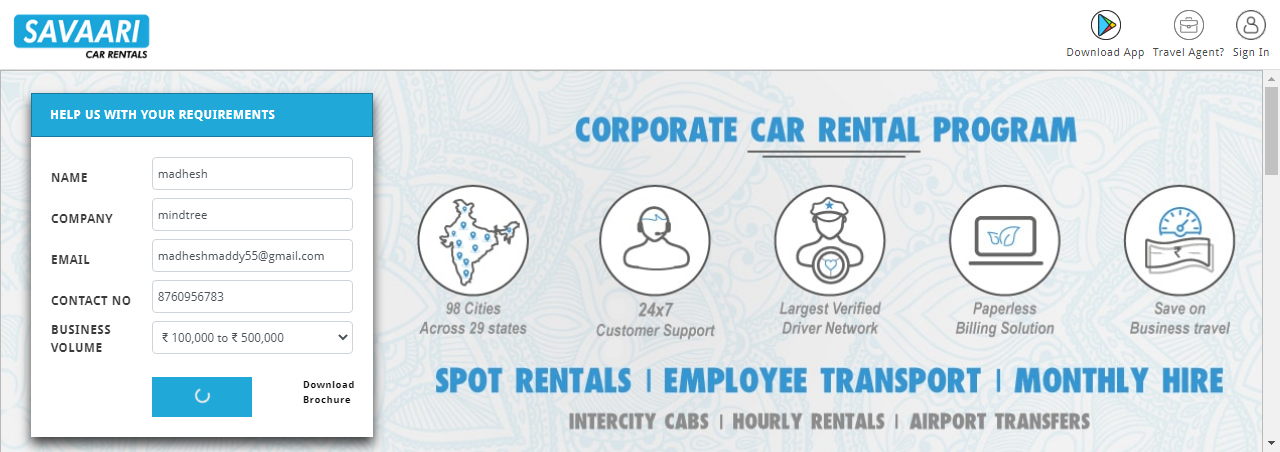 SAVAARI
CAR RENTALS
Download App
Travel Agent?
Sign In
HELP US WITH YOUR REQUIREMENTS
NAME
madhesh
COMPANY
mindtree
EMAIL
madheshmaddy55@gmail.com
CONTACT NO
8760956783
BUSINESS
VOLUME
₹ 100,000 to ₹ 500,000
Download
Brochure
CORPORATE CAR RENTAL PROGRAM
98 Cities
Across 29 states
24x7
Customer Support
Largest Verified
Driver Network
Paperless
Billing Solution
₹
Save on
Business travel
SPOT RENTALS | EMPLOYEE TRANSPORT | MONTHLY HIRE
INTERCITY CABS | HOURLY RENTALS | AIRPORT TRANSFERS